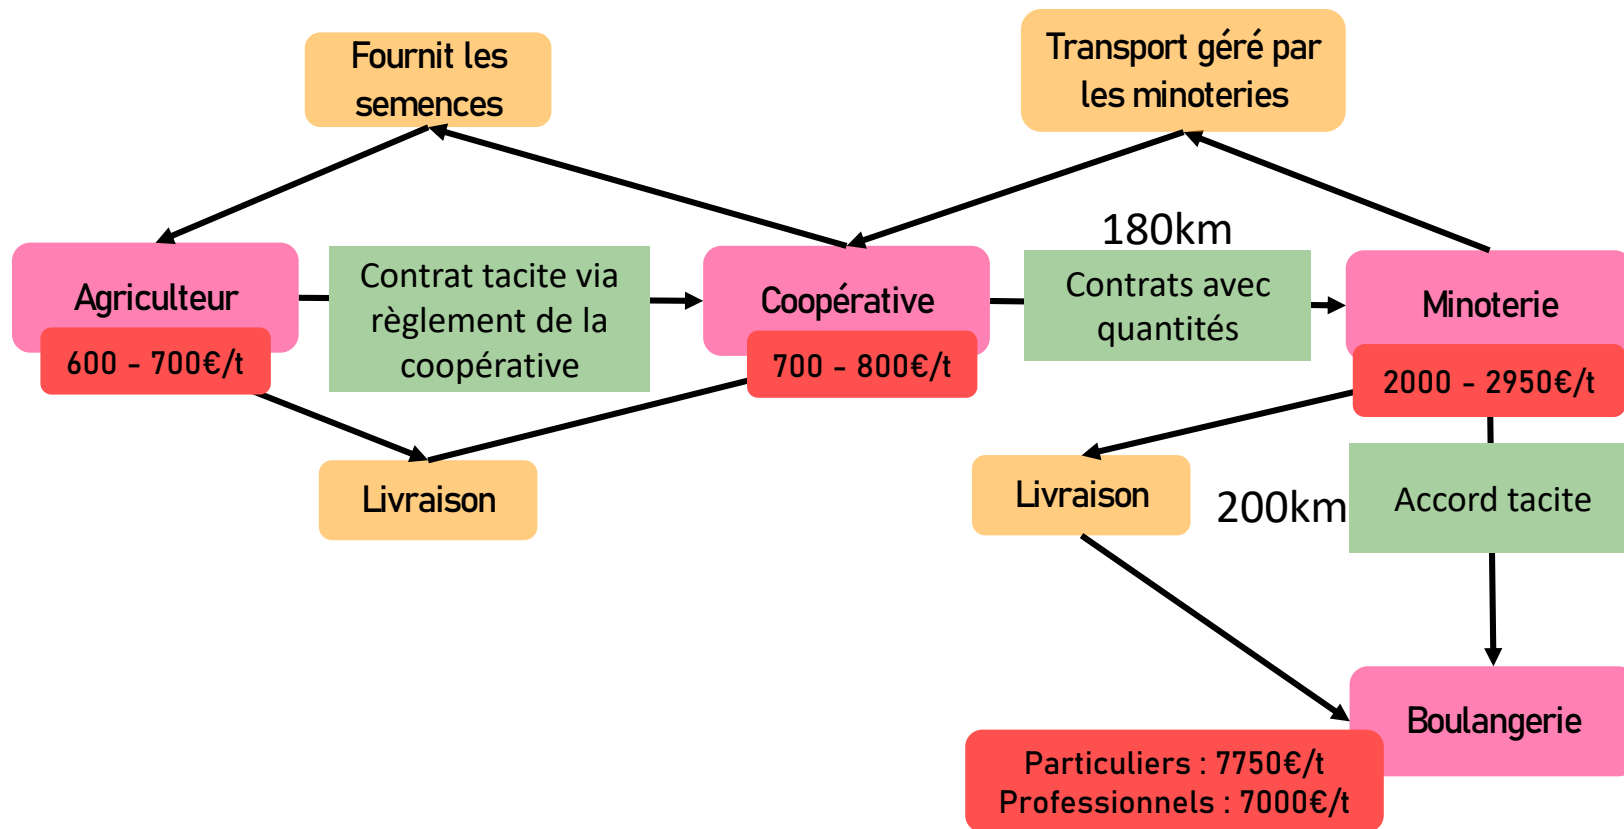 Fournit les
semences
Transport géré par
les minoteries
180km
Agriculteur
600 - 700€/t
Contrat tacite via
règlement de la
coopérative
Coopérative
700 - 800€/t
Contrats avec
quantités
Minoterie
2000 - 2950€/t
Livraison
Livraison
200km
Accord tacite
Boulangerie
Particuliers : 7750€/t
Professionnels : 7000€/t